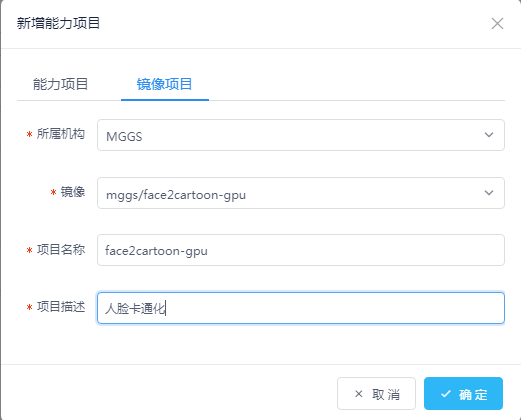 新增能力项目
能力项目 镜像项目
* 所属机构 MGGS
* 镜像 mggs/face2cartoon-gpu
* 项目名称 face2cartoon-gpu
* 项目描述 人脸卡通化
取消 确定